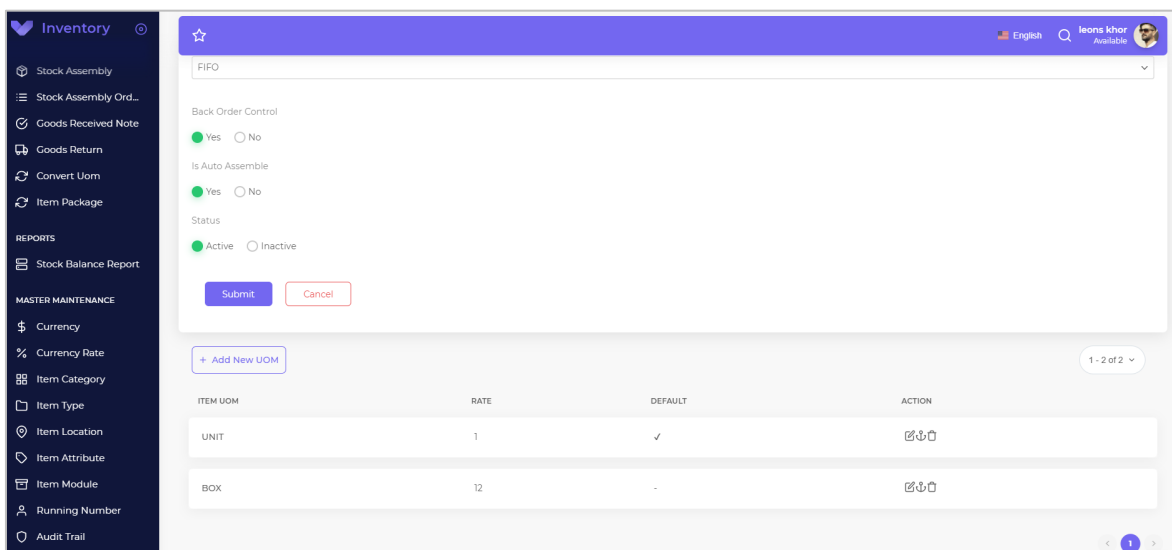 Inventory
Stock Assembly
Stock Assembly Ord...
Goods Received Note
Goods Return
Convert Uom
Item Package
REPORTS
Stock Balance Report
MASTER MAINTENANCE
Currency
Currency Rate
Item Category
Item Type
Item Location
Item Attribute
Item Module
Running Number
Audit Trail
English
leons khor
Available
FIFO
Back Order Control
Yes No
Is Auto Assemble
Yes No
Status
Active Inactive
Submit Cancel
+ Add New UOM
1 - 2 of 2
ITEM UOM RATE DEFAULT ACTION
UNIT 1 ✓
BOX 12 -
< 1 >